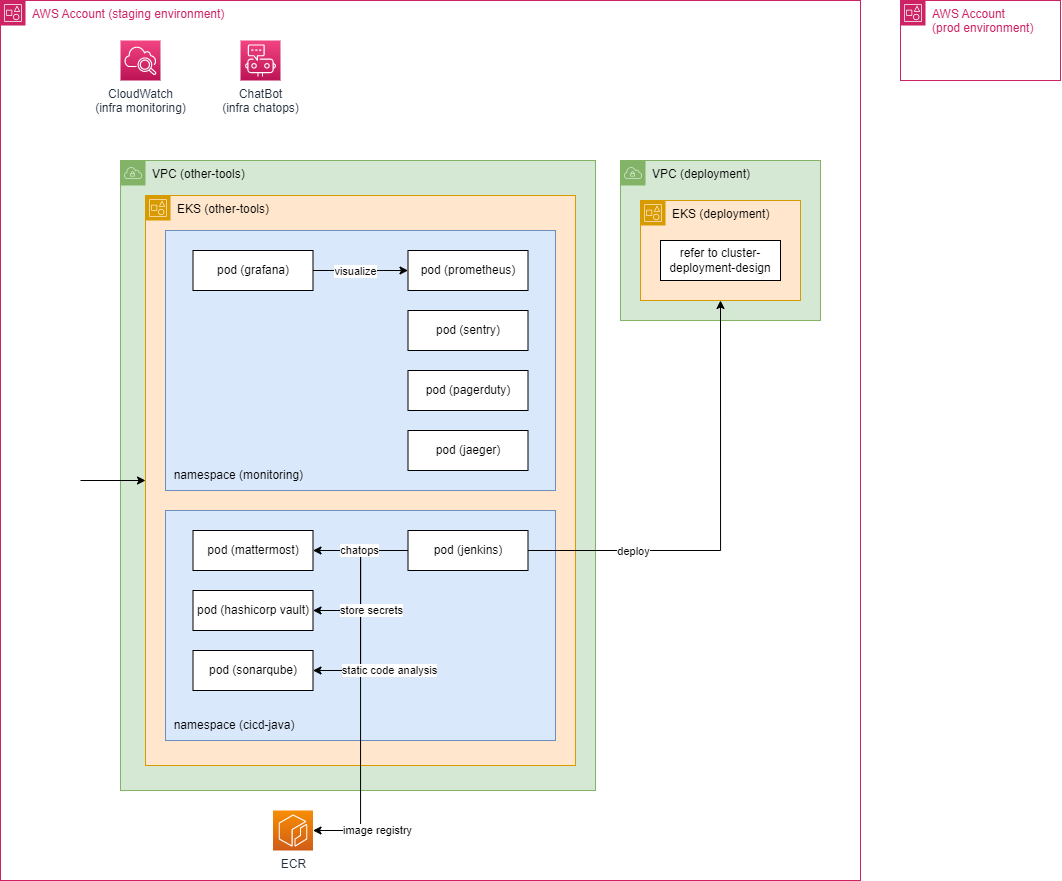 AWS Account (staging environment)
AWS Account
(prod environment)
CloudWatch
(infra monitoring)
ChatBot
(infra chatops)
VPC (other-tools)
EKS (other-tools)
pod (grafana)
visualize
pod (prometheus)
pod (sentry)
pod (pagerduty)
pod (jaeger)
namespace (monitoring)
VPC (deployment)
EKS (deployment)
refer to cluster-
deployment-design
pod (mattermost)
chatops
pod (jenkins)
deploy
pod (hashicorp vault)
store secrets
pod (sonarqube)
static code analysis
namespace (cicd-java)
image registry
ECR